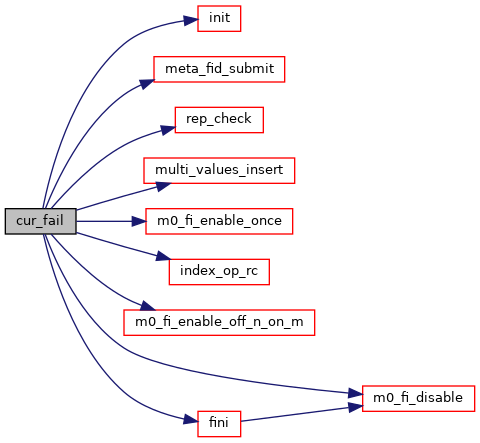 init
meta_fid_submit
rep_check
multi_values_insert
cur_fail
m0_fi_enable_once
index_op_rc
m0_fi_enable_off_n_on_m
m0_fi_disable
fini